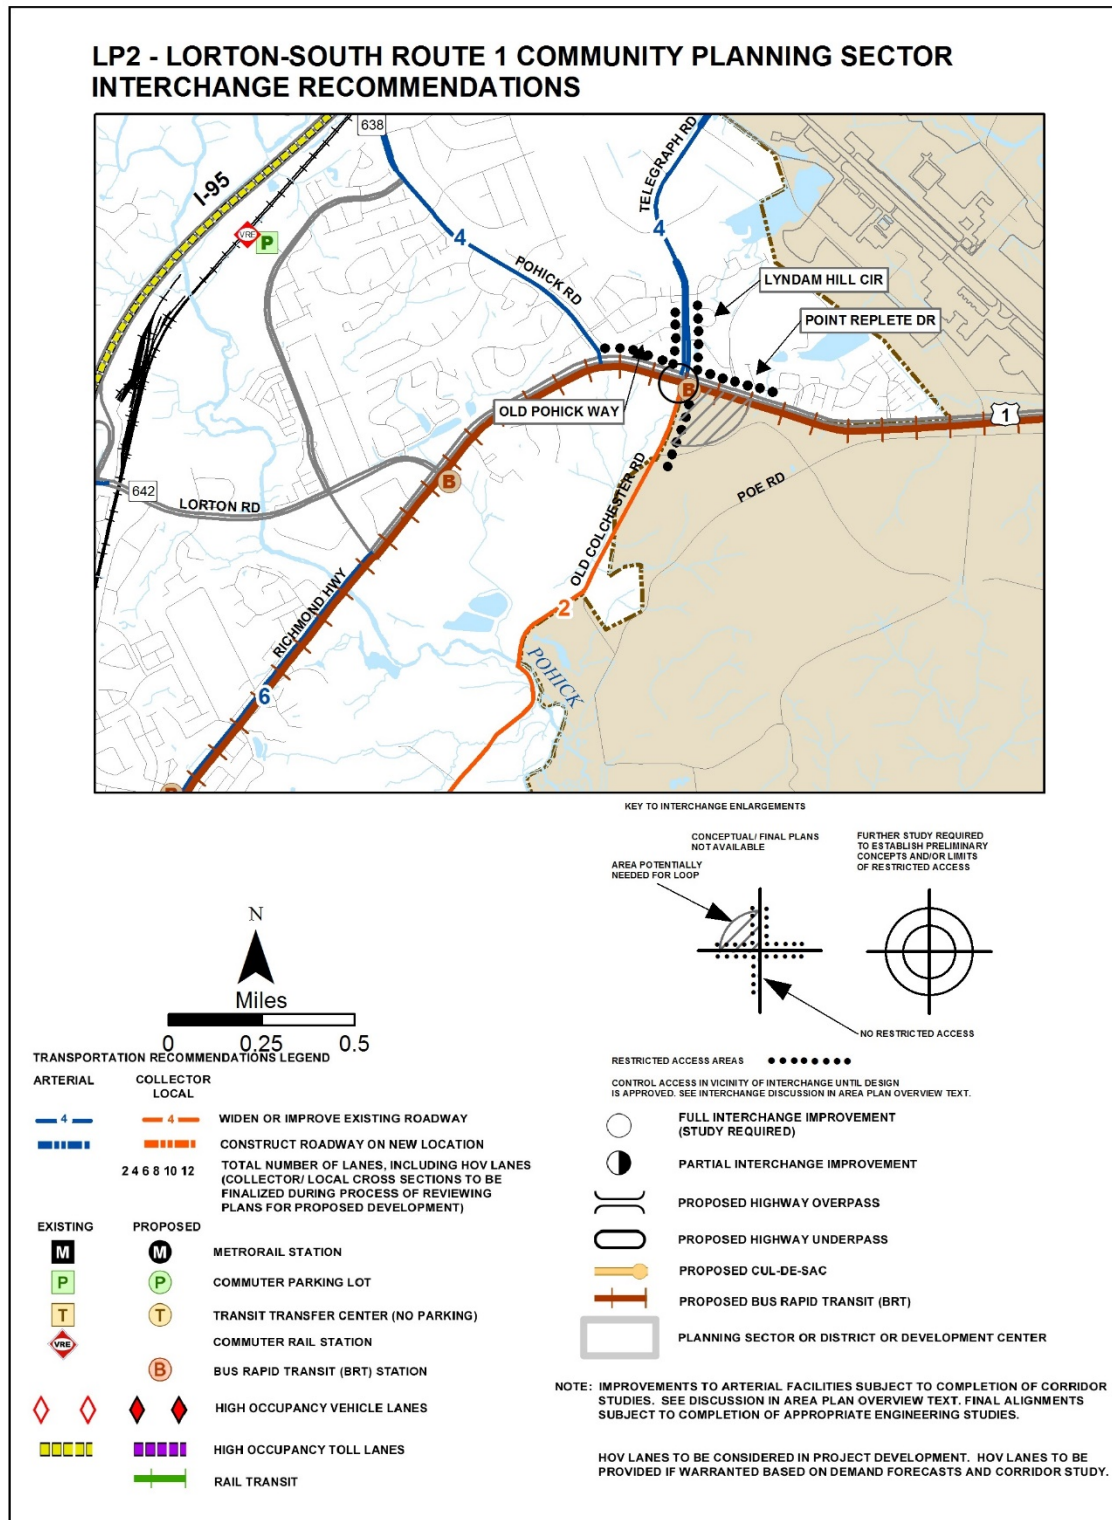 LP2 - LORTON-SOUTH ROUTE 1 COMMUNITY PLANNING SECTOR
INTERCHANGE RECOMMENDATIONS
638
I-95
TELEGRAPH RD
VRE
P
4
4
POHICK RD
LYNDAM HILL CIR
POINT REPLETE DR
OLD POHICK WAY
B
1
B
642
LORTON RD
POE RD
OLD COLCHESTER RD
RICHMOND HWY
2
POHICK
6
KEY TO INTERCHANGE ENLARGEMENTS
CONCEPTUAL/ FINAL PLANS
NOT AVAILABLE
FURTHER STUDY REQUIRED
TO ESTABLISH PRELIMINARY
CONCEPTS AND/OR LIMITS
OF RESTRICTED ACCESS
AREA POTENTIALLY
NEEDED FOR LOOP
NO RESTRICTED ACCESS
N
Miles
0 0.25 0.5
TRANSPORTATION RECOMMENDATIONS LEGEND
ARTERIAL
COLLECTOR
LOCAL
4 4 WIDEN OR IMPROVE EXISTING ROADWAY
CONSTRUCT ROADWAY ON NEW LOCATION
2 4 6 8 10 12 TOTAL NUMBER OF LANES, INCLUDING HOV LANES
(COLLECTOR/ LOCAL CROSS SECTIONS TO BE
FINALIZED DURING PROCESS OF REVIEWING
PLANS FOR PROPOSED DEVELOPMENT)
EXISTING PROPOSED
M M METRORAIL STATION
P P COMMUTER PARKING LOT
T T TRANSIT TRANSFER CENTER (NO PARKING)
VRE COMMUTER RAIL STATION
B BUS RAPID TRANSIT (BRT) STATION
HIGH OCCUPANCY VEHICLE LANES
HIGH OCCUPANCY TOLL LANES
RAIL TRANSIT
RESTRICTED ACCESS AREAS
CONTROL ACCESS IN VICINITY OF INTERCHANGE UNTIL DESIGN
IS APPROVED. SEE INTERCHANGE DISCUSSION IN AREA PLAN OVERVIEW TEXT.
FULL INTERCHANGE IMPROVEMENT
(STUDY REQUIRED)
PARTIAL INTERCHANGE IMPROVEMENT
PROPOSED HIGHWAY OVERPASS
PROPOSED HIGHWAY UNDERPASS
PROPOSED CUL-DE-SAC
PROPOSED BUS RAPID TRANSIT (BRT)
PLANNING SECTOR OR DISTRICT OR DEVELOPMENT CENTER
NOTE: IMPROVEMENTS TO ARTERIAL FACILITIES SUBJECT TO COMPLETION OF CORRIDOR
STUDIES. SEE DISCUSSION IN AREA PLAN OVERVIEW TEXT. FINAL ALIGNMENTS
SUBJECT TO COMPLETION OF APPROPRIATE ENGINEERING STUDIES.
HOV LANES TO BE CONSIDERED IN PROJECT DEVELOPMENT. HOV LANES TO BE
PROVIDED IF WARRANTED BASED ON DEMAND FORECASTS AND CORRIDOR STUDY.